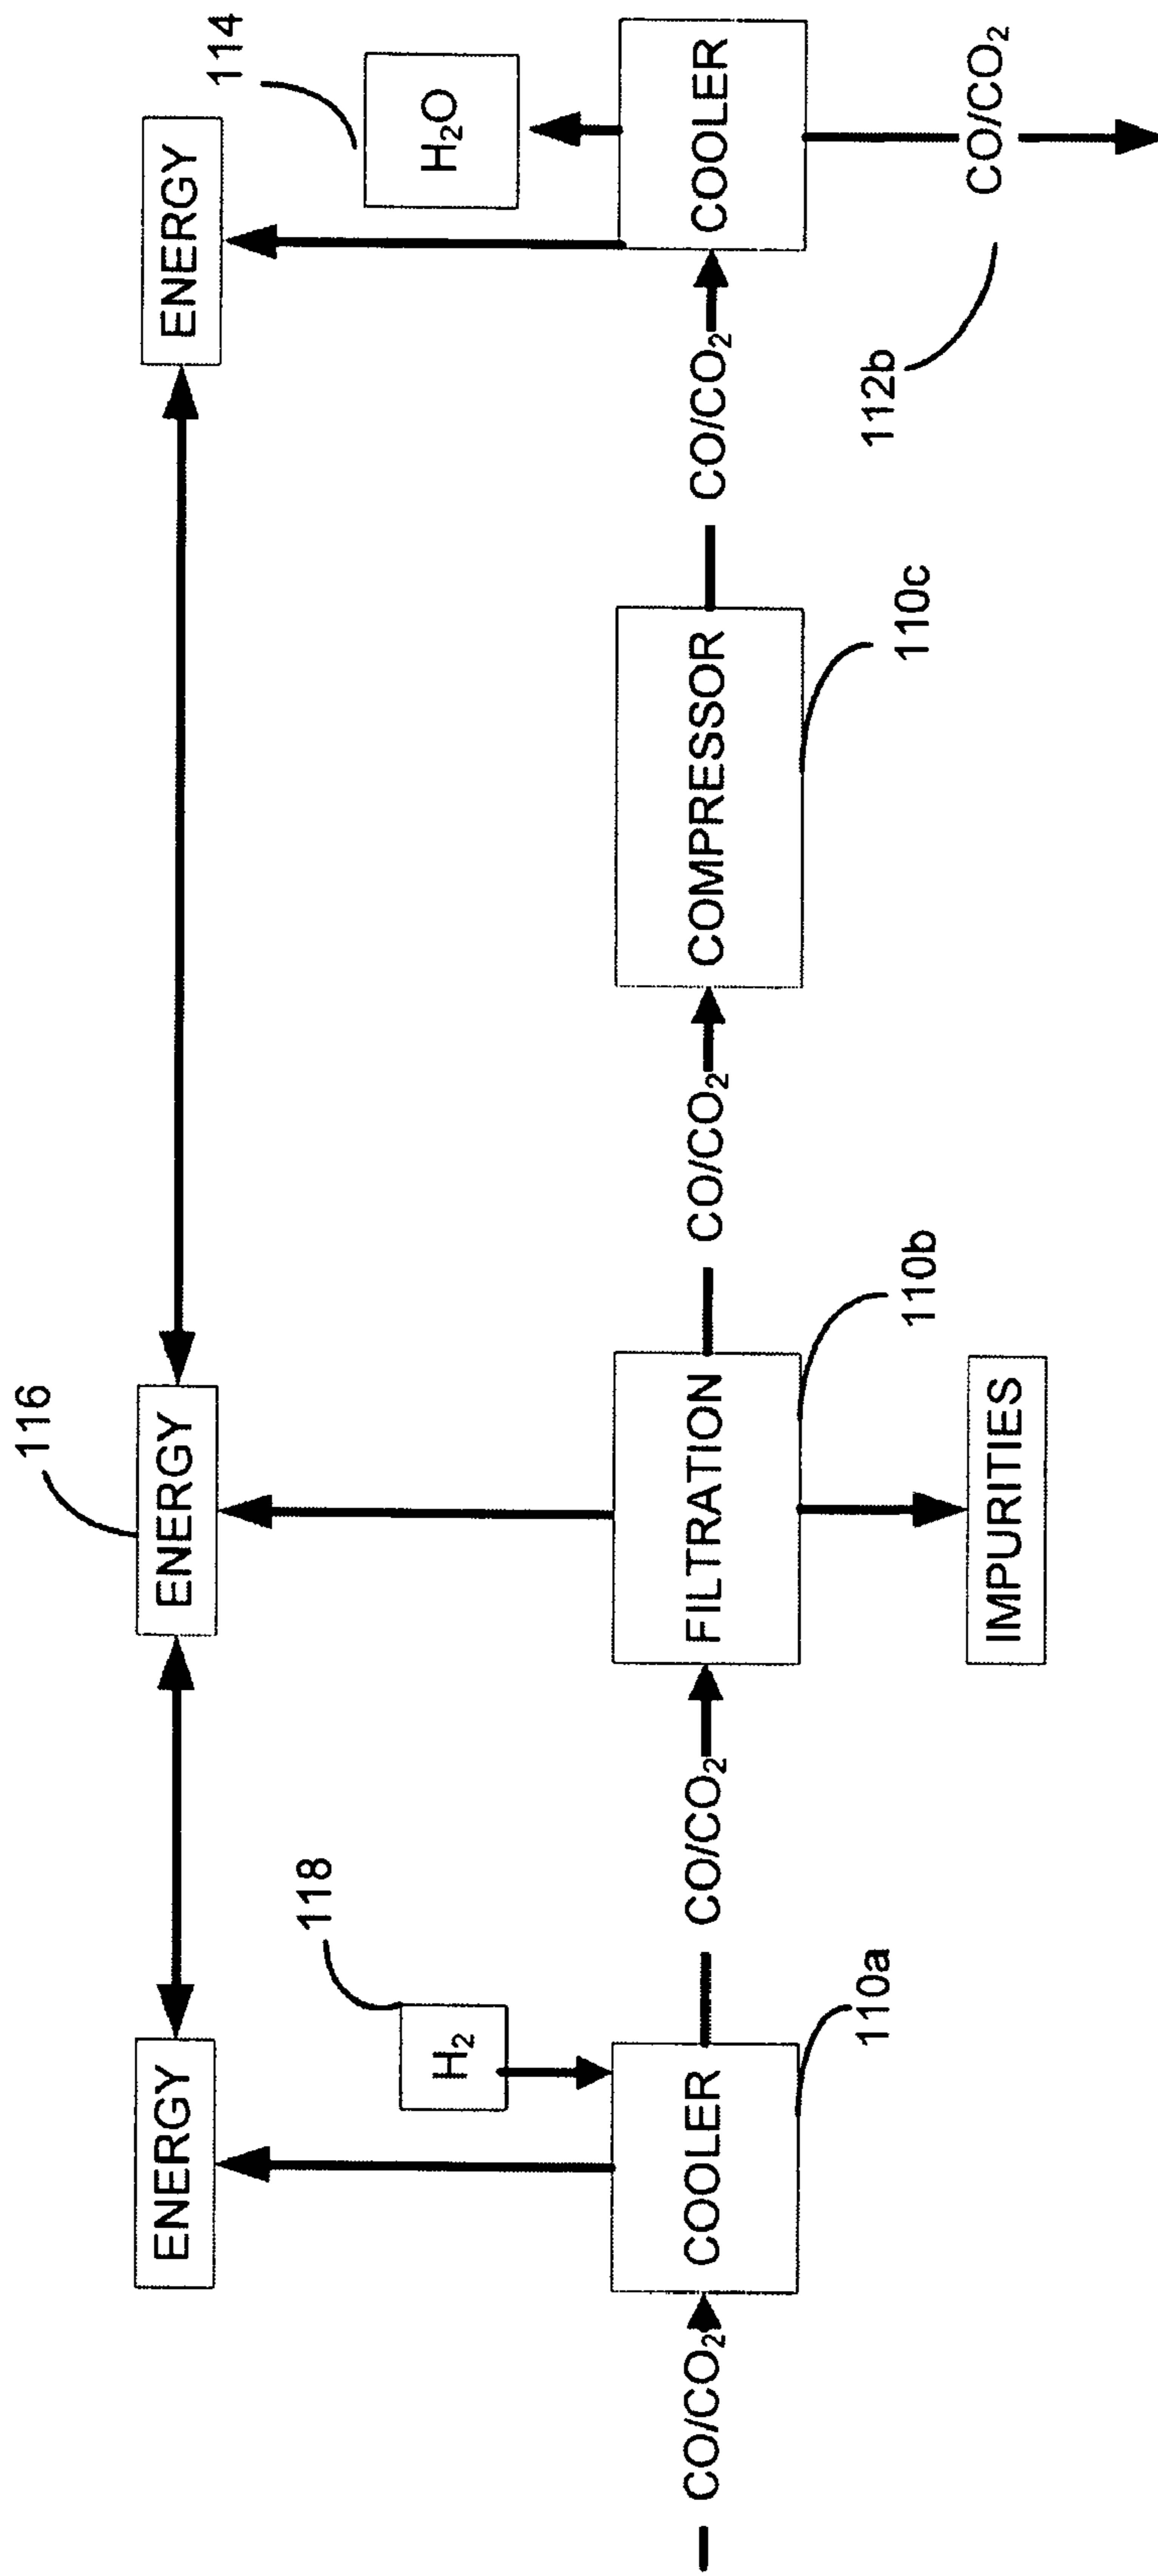 116
114
ENERGY
ENERGY
ENERGY
118
H₂
H₂O
CO/CO₂
COOLER
CO/CO₂
FILTRATION
CO/CO₂
COMPRESSOR
CO/CO₂
COOLER
110a
110b
110c
112b
IMPURITIES
CO/CO₂